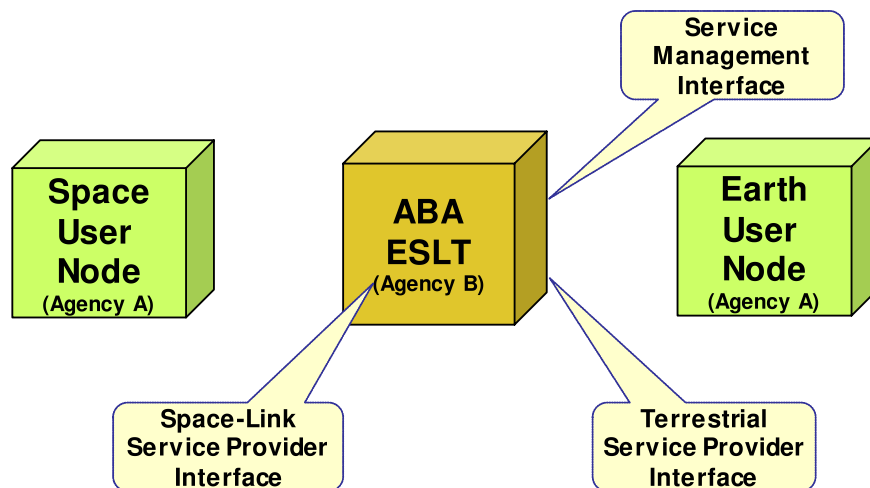 Service
Management
Interface
Space
User
Node
(Agency A)
ABA
ESLT
(Agency B)
Earth
User
Node
(Agency A)
Space-Link
Service Provider
Interface
Terrestrial
Service Provider
Interface